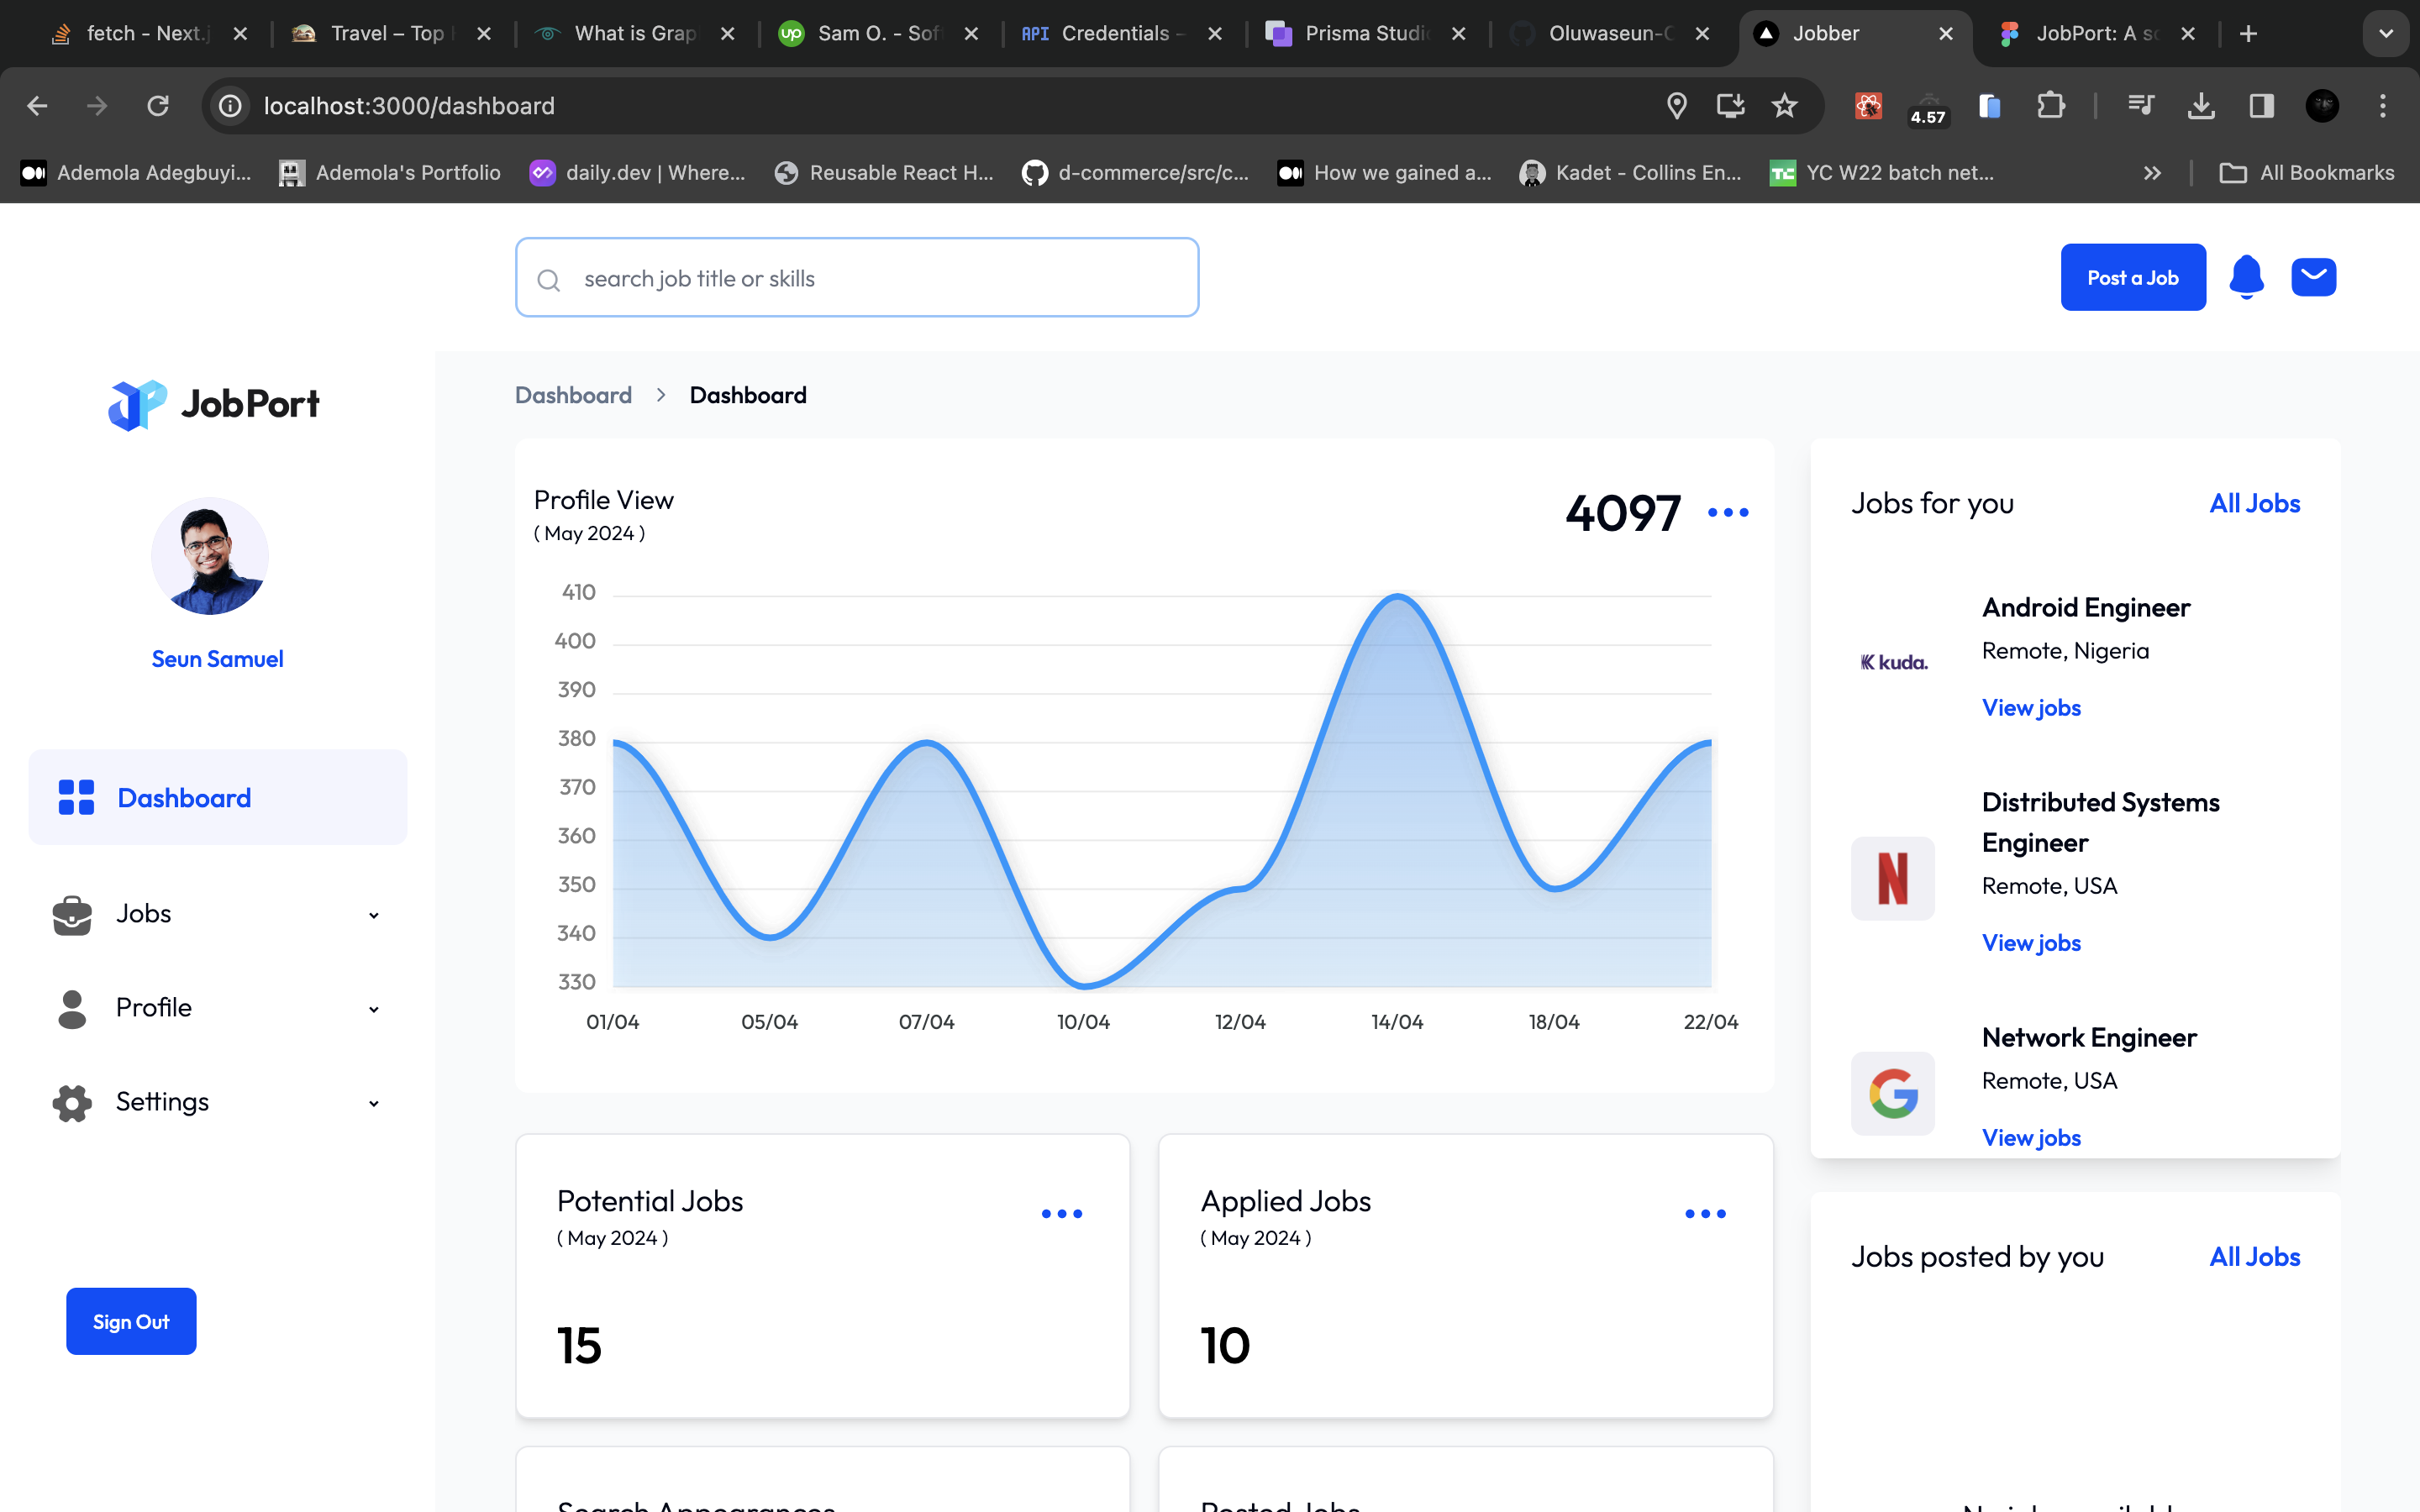 fetch - Next.j
Travel – Top
What is Grap
Sam O. - Sof
API Credentials -
Prisma Studi
Oluwaseun-
Jobber
JobPort: A s
localhost:3000/dashboard
4.57
Ademola Adegbuyi...
Ademola's Portfolio
daily.dev | Where...
Reusable React H...
d-commerce/src/c...
How we gained a...
Kadet - Collins En...
YC W22 batch net...
All Bookmarks
search job title or skills
Post a Job
JobPort
Seun Samuel
Dashboard
Jobs
Profile
Settings
Sign Out
Dashboard > Dashboard
Profile View
( May 2024 )
4097
410
400
390
380
370
360
350
340
330
01/04 05/04 07/04 10/04 12/04 14/04 18/04 22/04
Potential Jobs
( May 2024 )
15
Applied Jobs
( May 2024 )
10
Search Appearances
Posted Jobs
Jobs for you
All Jobs
kuda.
Android Engineer
Remote, Nigeria
View jobs
Distributed Systems
Engineer
Remote, USA
View jobs
Network Engineer
Remote, USA
View jobs
Jobs posted by you
All Jobs